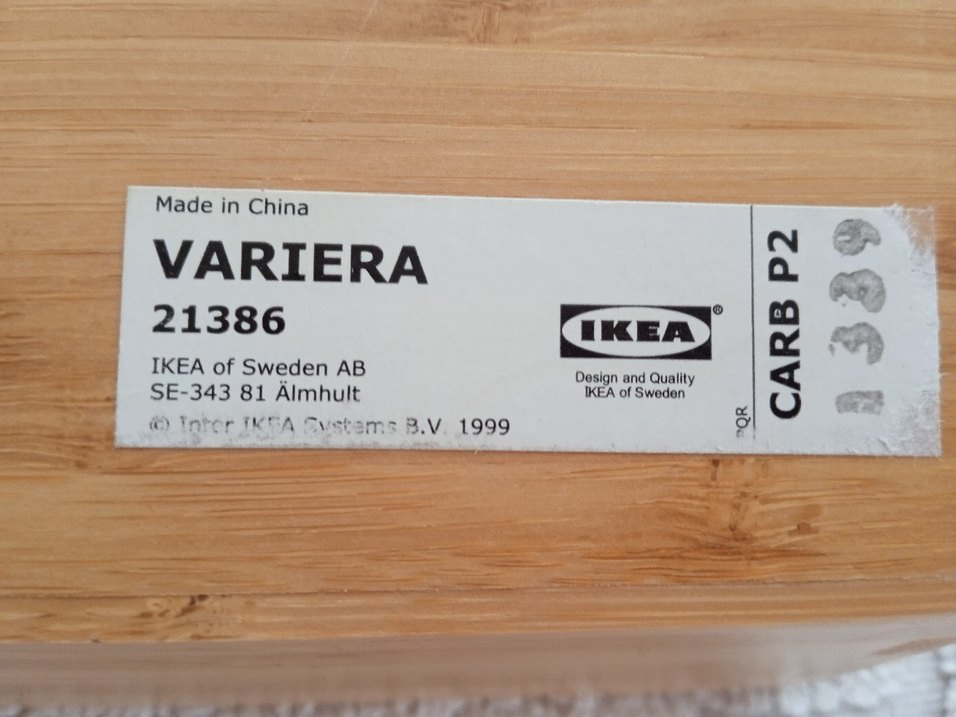 Made in China
VARIERA
21386
IKEA of Sweden AB
SE-343 81 Älmhult
© Inter IKEA Systems B.V. 1999
IKEA®
Design and Quality
IKEA of Sweden
PQR
CARB P2
1389